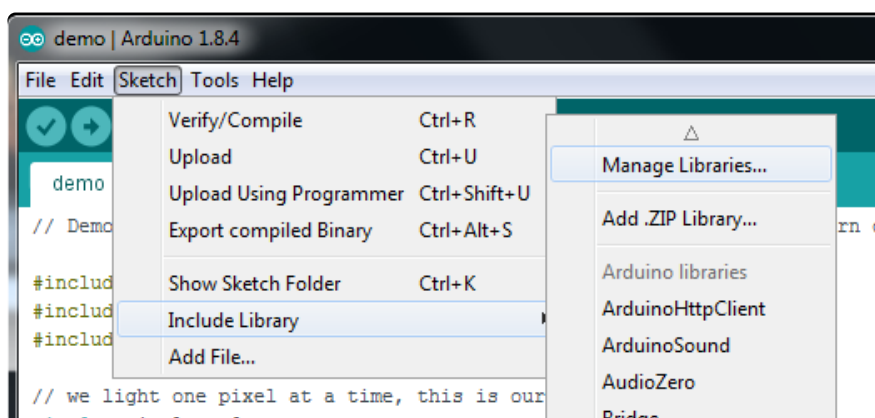 demo | Arduino 1.8.4
File Edit Sketch Tools Help
Verify/Compile Ctrl+R
Upload Ctrl+U
Upload Using Programmer Ctrl+Shift+U
Export compiled Binary Ctrl+Alt+S
Show Sketch Folder Ctrl+K
Include Library
Add File...
Manage Libraries...
Add .ZIP Library...
Arduino libraries
ArduinoHttpClient
ArduinoSound
AudioZero
Bridge
demo
// Demo
rn
#includ
#includ
#includ
// we light one pixel at a time, this is our